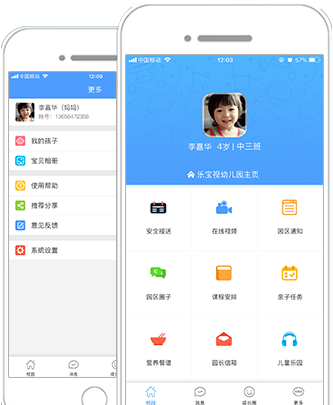 中国移动
12:09
更多
李嘉华（妈妈）
账号：13658472358
我的孩子
宝贝相册
使用帮助
推荐分享
意见反馈
系统设置
校园
消息
中国移动
12:03
53%
李嘉华 4岁 | 中三班
乐宝视幼儿园主页
安全接送
在线视频
园区通知
园区圈子
课程安排
亲子任务
营养餐谱
园长信箱
儿童乐园
校园
消息
成长圈
更多